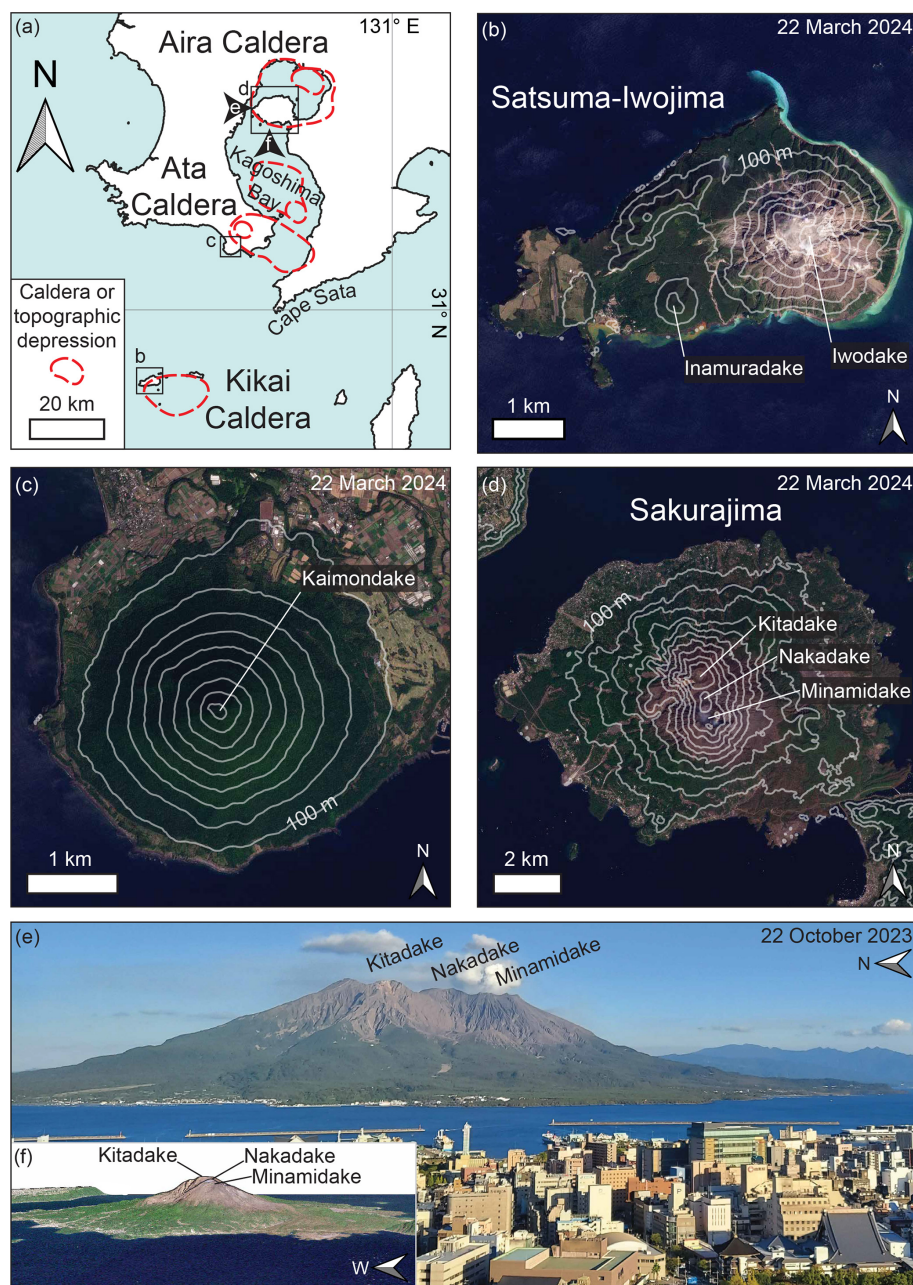 (a)
131° E
Aira Caldera
N
d
e
f
Kagoshima
Bay
Ata
Caldera
c
Cape Sata
31° N
Caldera or
topographic
depression
20 km
b
Kikai
Caldera
(b)
22 March 2024
Satsuma-Iwojima
100 m
Inamuradake
Iwodake
1 km
N
(c)
22 March 2024
Kaimondake
100 m
1 km
N
(d)
22 March 2024
Sakurajima
100 m
Kitadake
Nakadake
Minamidake
2 km
N
(e)
22 October 2023
N
Kitadake
Nakadake
Minamidake
(f)
Kitadake
Nakadake
Minamidake
W